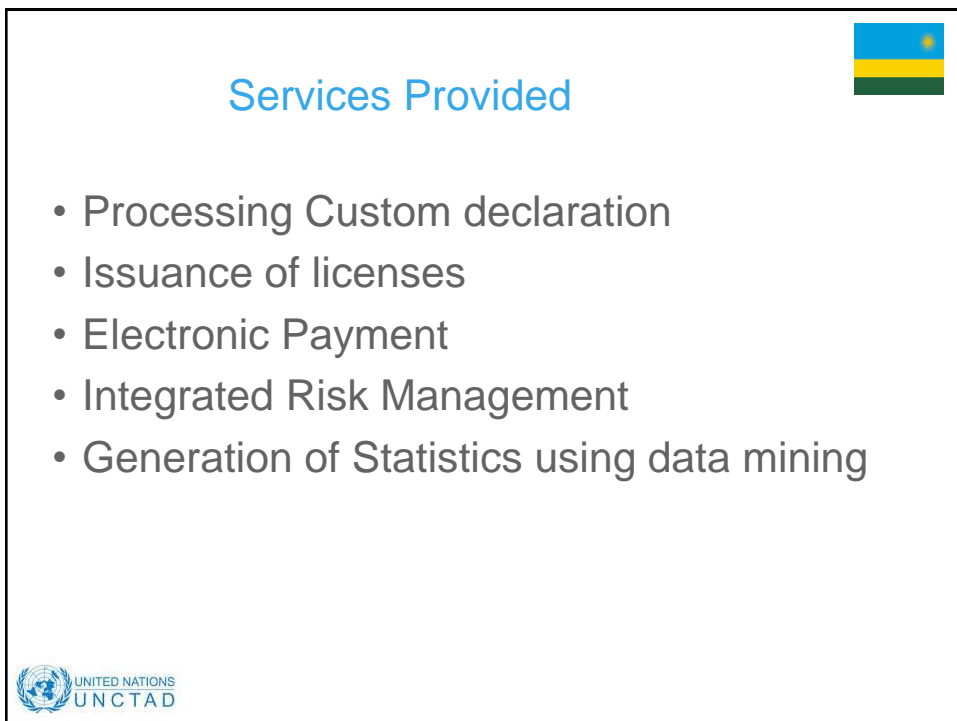 Services Provided
• Processing Custom declaration
• Issuance of licenses
• Electronic Payment
• Integrated Risk Management
• Generation of Statistics using data mining
UNITED NATIONS
UNCTAD